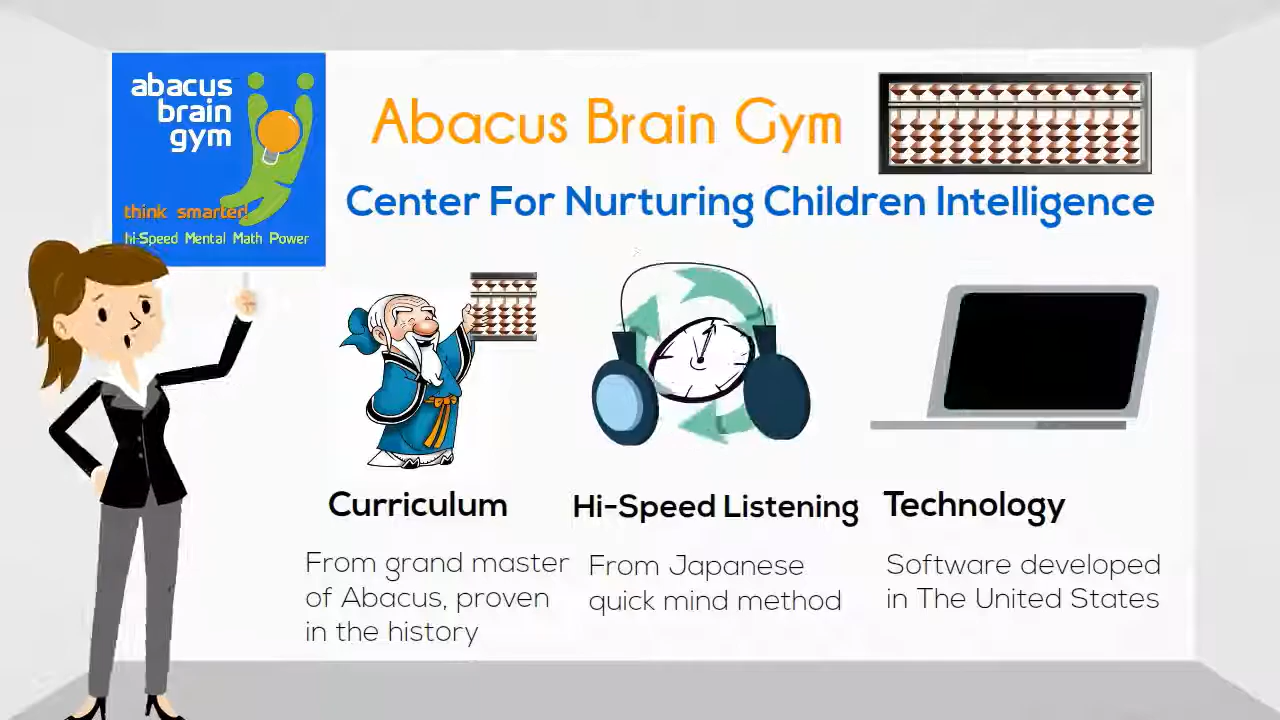 abacus
brain
gym
think smarter!
hi-Speed Mental Math Power
Abacus Brain Gym
Center For Nurturing Children Intelligence
Curriculum
From grand master
of Abacus, proven
in the history
Hi-Speed Listening
From Japanese
quick mind method
Technology
Software developed
in The United States